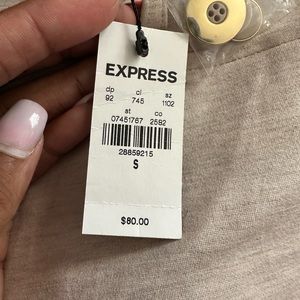 EXPRESS
dp cl sz
92 745 1102
st co
07451767 2582
28859215
S
$80.00